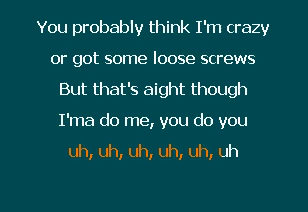 You probably think I'm crazy
or got some loose screws
But that's aight though
I'ma do me, you do you
uh, uh, uh, uh, uh, uh